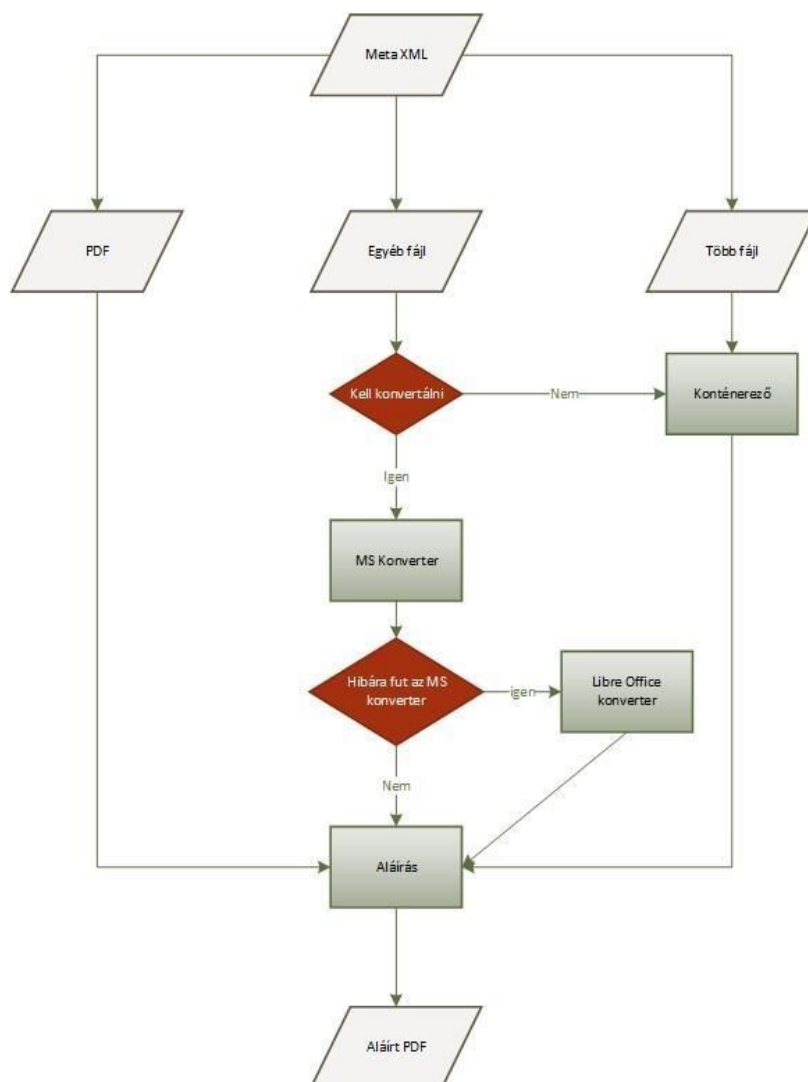 Meta XML
PDF
Egyéb fájl
Több fájl
Kell konvertálni
Nem
Konténerező
Igen
MS Konverter
Hibára fut az MS
konverter
igen
Libre Office
konverter
Nem
Aláírás
Aláírt PDF